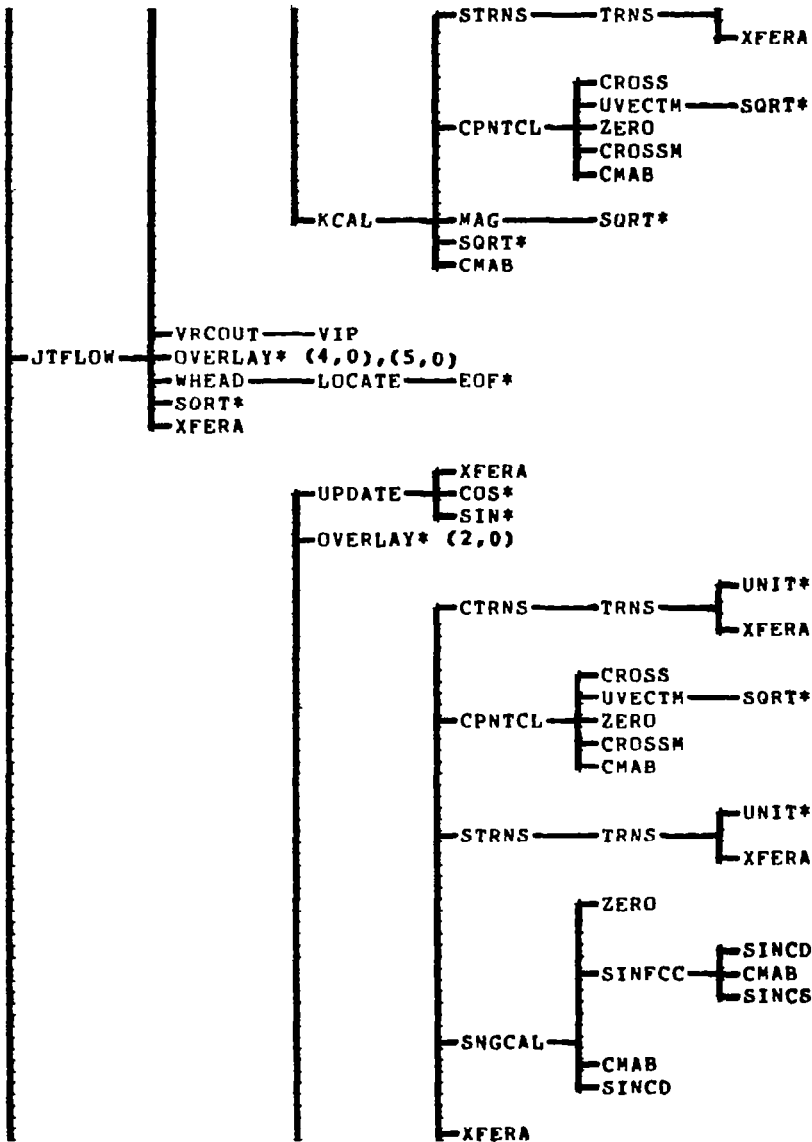 STRNS TRNS
XFERA
CROSS
UVECTM SQRT*
CPNTCL ZERO
CROSSM
CMAB
KCAL MAG SQRT*
SQRT*
CMAB
VRCOUT VIP
JTFLOW OVERLAY* (4,0),(5,0)
WHEAD LOCATE EOF*
SQRT*
XFERA
XFERA
UPDATE COS*
SIN*
OVERLAY* (2,0)
UNIT*
CTRNS TRNS
XFERA
CROSS
UVECTM SQRT*
CPNTCL ZERO
CROSSM
CMAB
UNIT*
STRNS TRNS
XFERA
ZERO
SINCD
SINFCC CMAB
SINCS
SNGCAL
CMAB
SINCD
XFERA